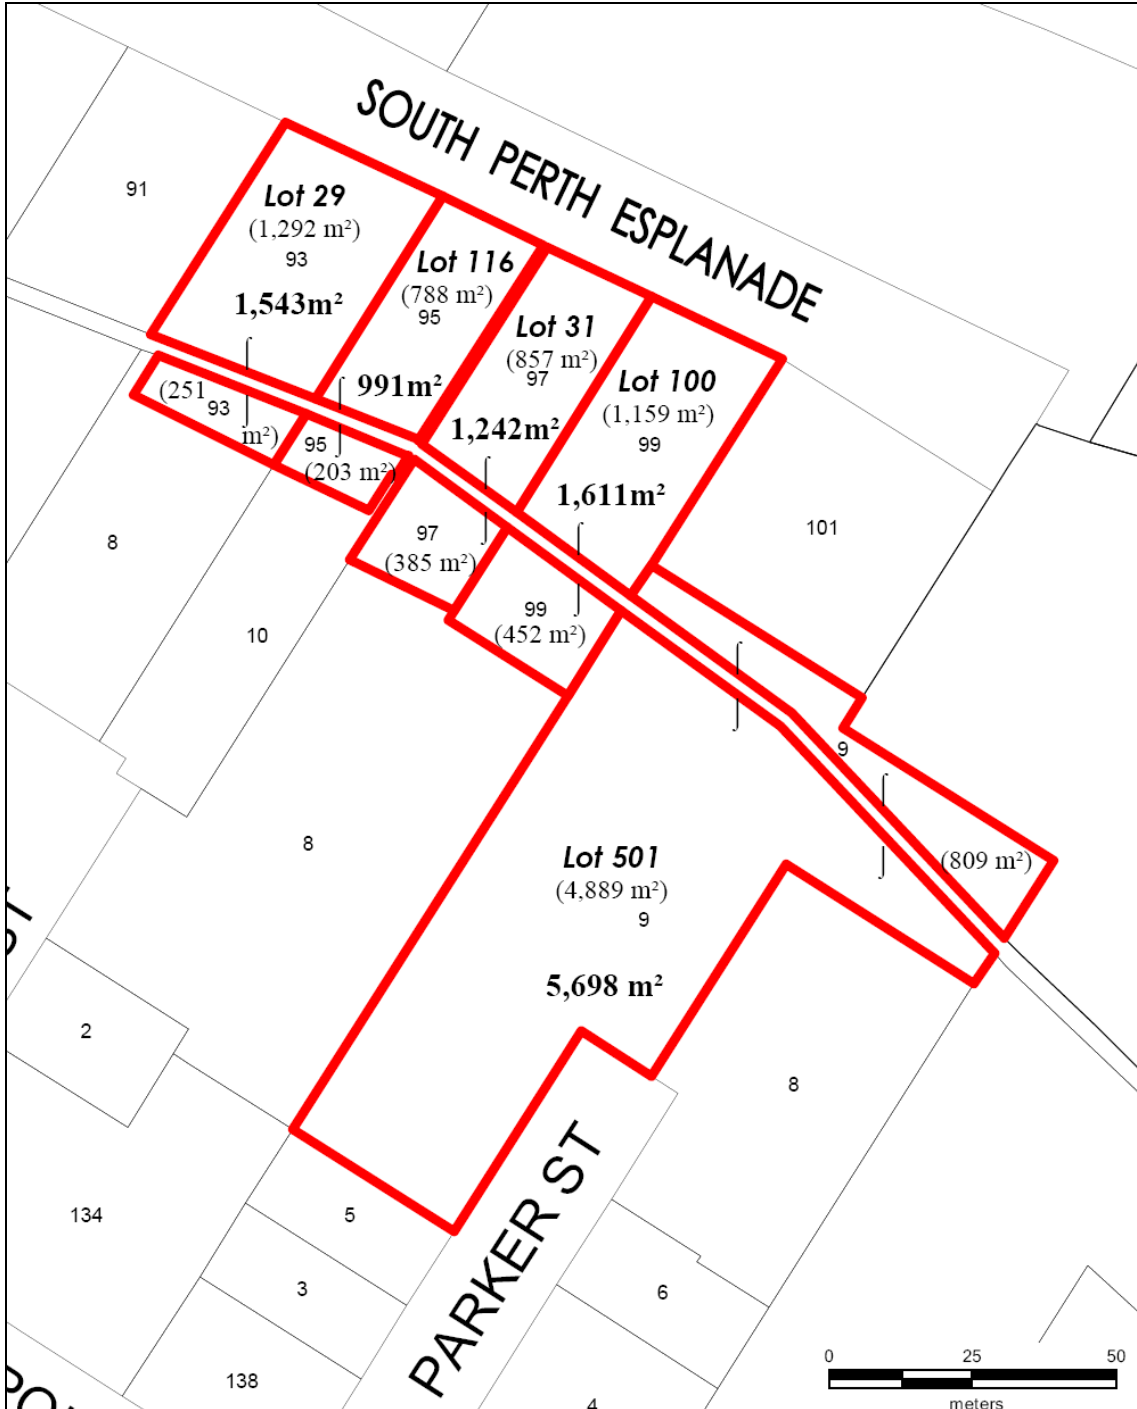 SOUTH PERTH ESPLANADE
91
Lot 29
(1,292 m²)
93
1,543m²
Lot 116
(788 m²)
95
991m²
Lot 31
(857 m²)
97
1,242m²
Lot 100
(1,159 m²)
99
1,611m²
101
(251
93
m²)
95
(203 m²)
97
(385 m²)
99
(452 m²)
8
10
8
9
(809 m²)
Lot 501
(4,889 m²)
9
5,698 m²
ST
2
8
134
5
3
138
PARKER ST
6
4
0 25 50
meters